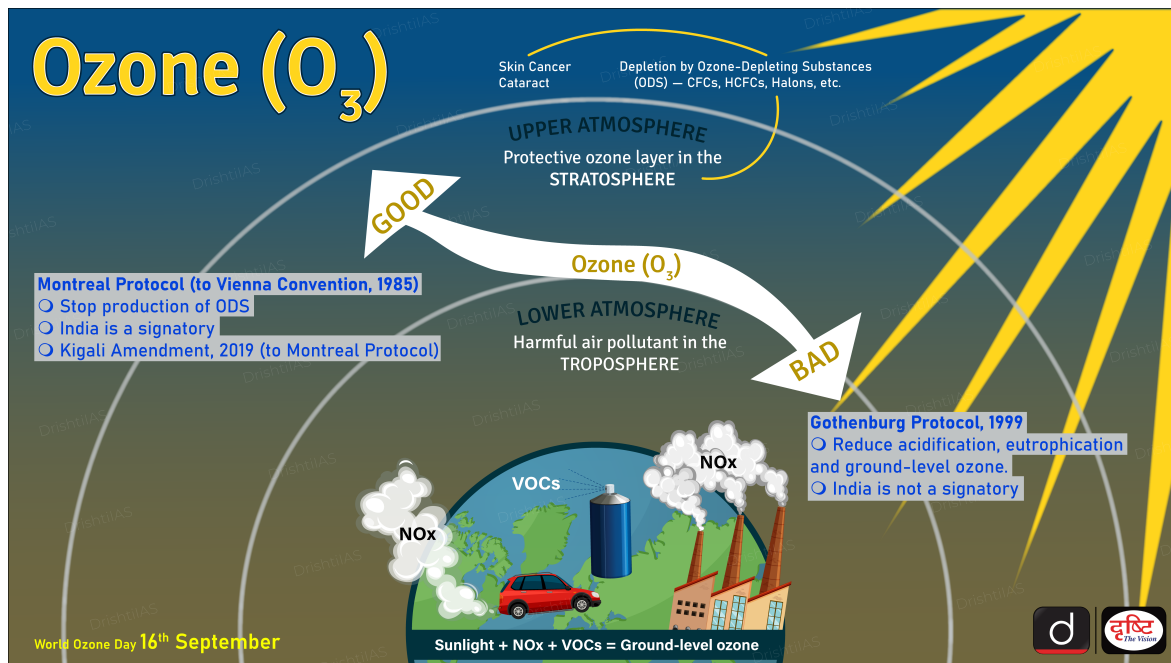 Ozone (O3)
Skin Cancer
Cataract
Depletion by Ozone-Depleting Substances
(ODS) — CFCs, HCFCs, Halons, etc.
UPPER ATMOSPHERE
Protective ozone layer in the
STRATOSPHERE
GOOD
Ozone (O3)
BAD
Montreal Protocol (to Vienna Convention, 1985)
❍ Stop production of ODS
❍ India is a signatory
❍ Kigali Amendment, 2019 (to Montreal Protocol)
LOWER ATMOSPHERE
Harmful air pollutant in the
TROPOSPHERE
Gothenburg Protocol, 1999
❍ Reduce acidification, eutrophication
and ground-level ozone.
❍ India is not a signatory
NOx
VOCs
NOx
Sunlight + NOx + VOCs = Ground-level ozone
World Ozone Day 16th September
d
दृष्टि
The Vision
DrishtiIAS